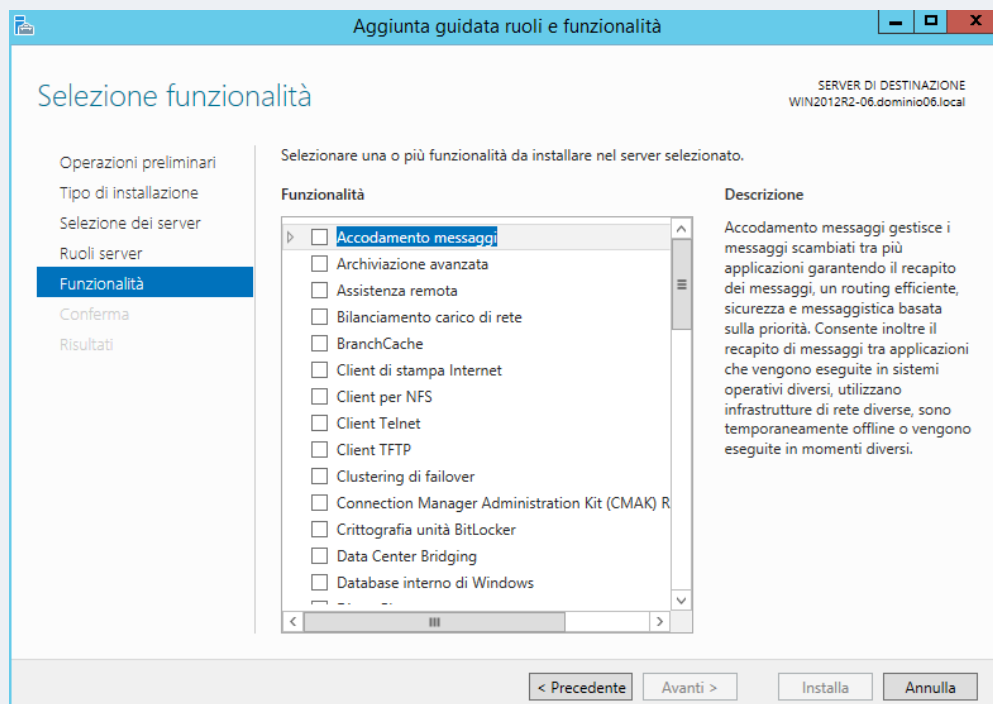 Aggiunta guidata ruoli e funzionalità
Selezione funzionalità
SERVER DI DESTINAZIONE
WIN2012R2-06.dominio06.local
Operazioni preliminari
Tipo di installazione
Selezione dei server
Ruoli server
Funzionalità
Conferma
Risultati
Selezionare una o più funzionalità da installare nel server selezionato.
Funzionalità
Accodamento messaggi
Archiviazione avanzata
Assistenza remota
Bilanciamento carico di rete
BranchCache
Client di stampa Internet
Client per NFS
Client Telnet
Client TFTP
Clustering di failover
Connection Manager Administration Kit (CMAK) R
Crittografia unità BitLocker
Data Center Bridging
Database interno di Windows
Descrizione
Accodamento messaggi gestisce i
messaggi scambiati tra più
applicazioni garantendo il recapito
dei messaggi, un routing efficiente,
sicurezza e messaggistica basata
sulla priorità. Consente inoltre il
recapito di messaggi tra applicazioni
che vengono eseguite in sistemi
operativi diversi, utilizzano
infrastrutture di rete diverse, sono
temporaneamente offline o vengono
eseguite in momenti diversi.
< Precedente
Avanti >
Installa
Annulla